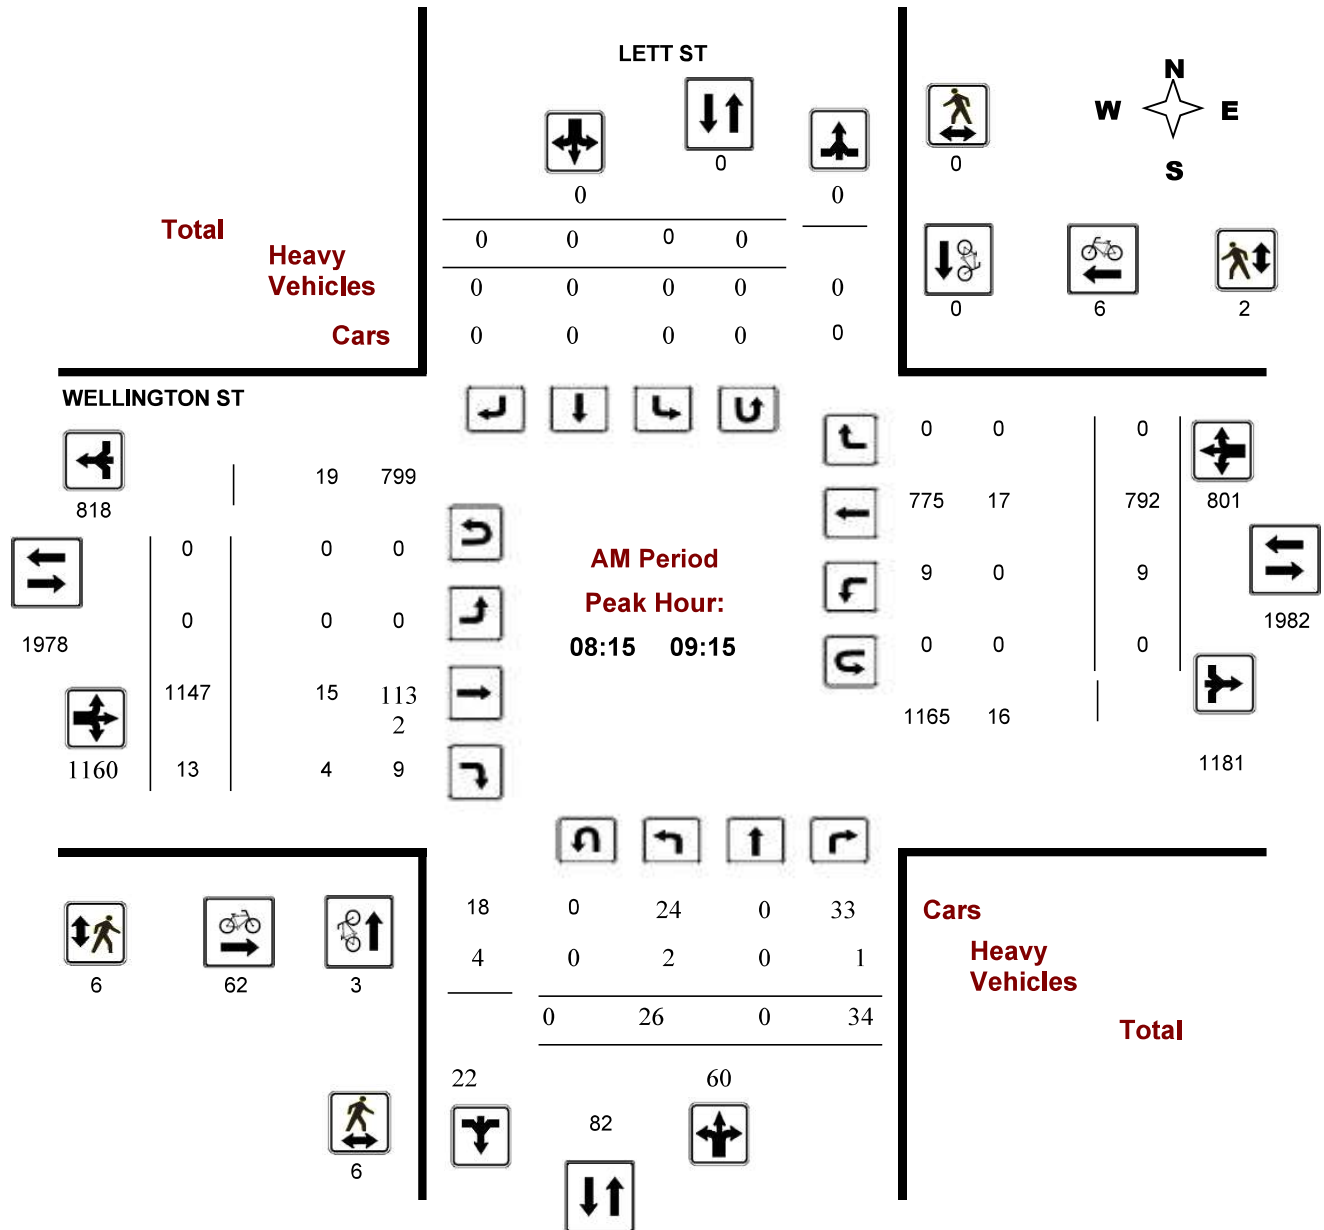 LETT ST
N
W E
S
0
0
0
0 0
Total
0 0 0 0
Heavy
Vehicles
0 0 0 0 0
Cars
0 0 0 0 0
0 6 2
WELLINGTON ST
818
19 799
0 0 0
0 0 0
1978
1147 15 113
2
1160 13 4 9
AM Period
Peak Hour:
08:15 09:15
0 0 0
775 17 792 801
9 0 9
1982
0 0 0
1165 16
1181
18 0 24 0 33
4 0 2 0 1
0 26 0 34
22 60
82
Cars
Heavy
Vehicles
Total
6 62 3
6